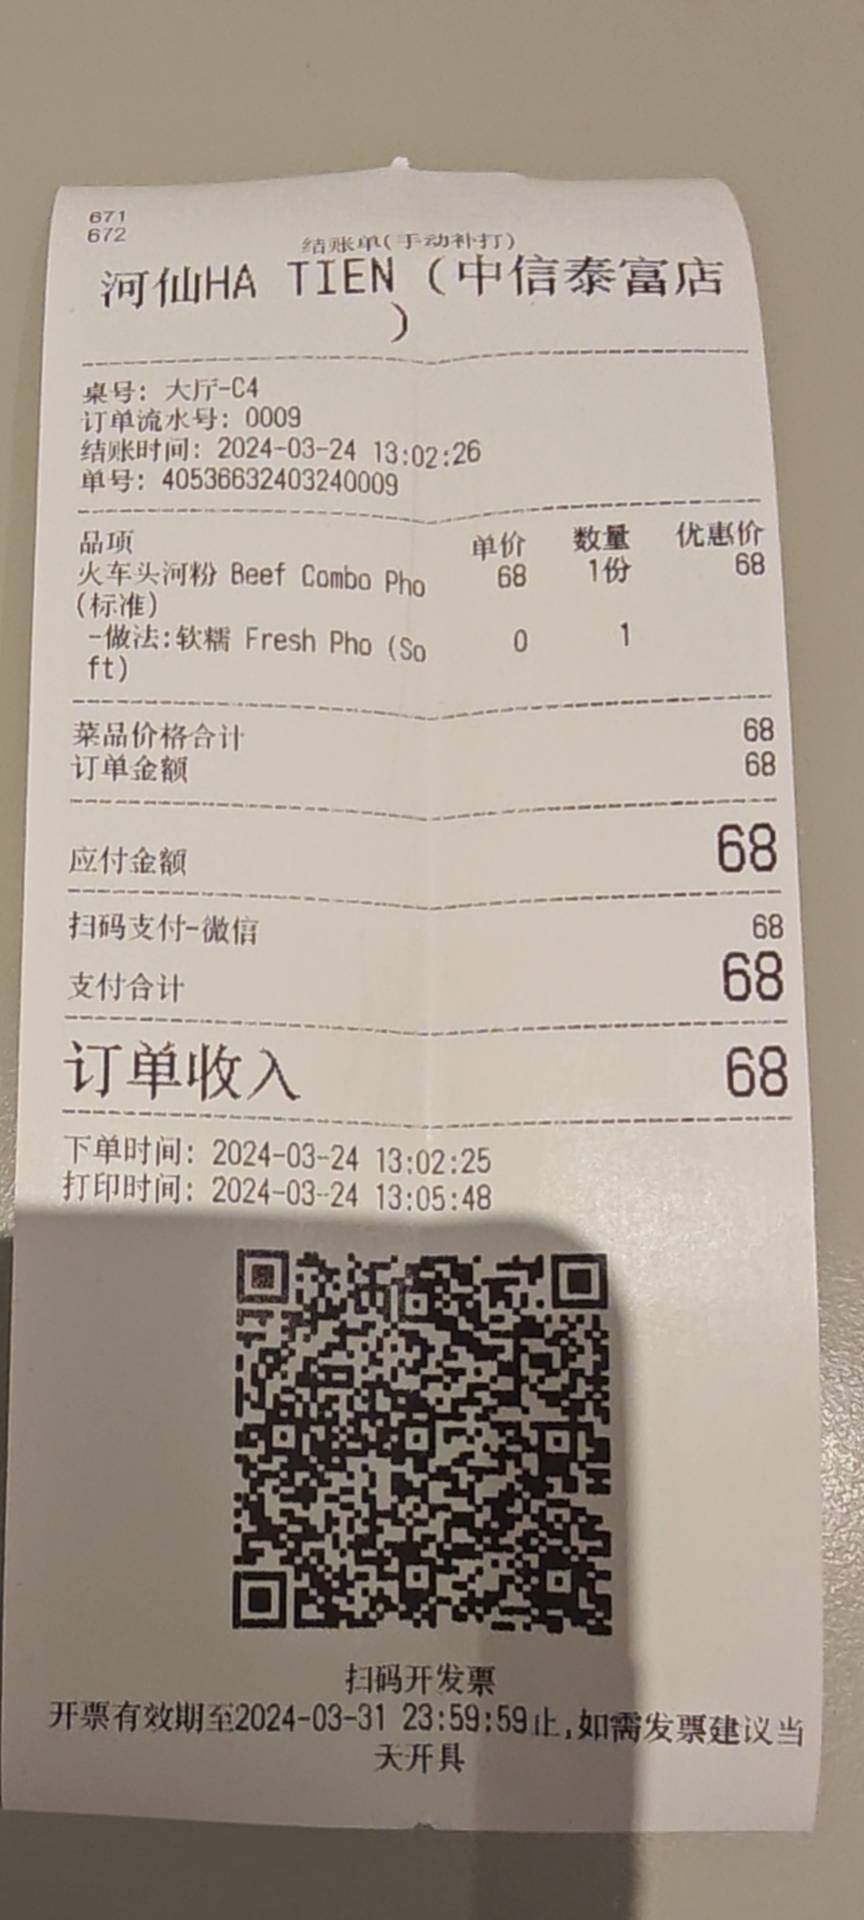 671
672
结账单(手动补打)
河仙HA TIEN（中信泰富店
）
桌号: 大厅-C4
订单流水号: 0009
结账时间: 2024-03-24 13:02:26
单号: 40536632403240009
品项 单价 数量 优惠价
火车头河粉 Beef Combo Pho 68 1份 68
(标准)
-做法:软糯 Fresh Pho (So 0 1
ft)
菜品价格合计 68
订单金额 68
应付金额 68
扫码支付-微信 68
支付合计 68
订单收入 68
下单时间: 2024-03-24 13:02:25
打印时间: 2024-03-24 13:05:48
扫码开发票
开票有效期至2024-03-31 23:59:59止,如需发票建议当
天开具